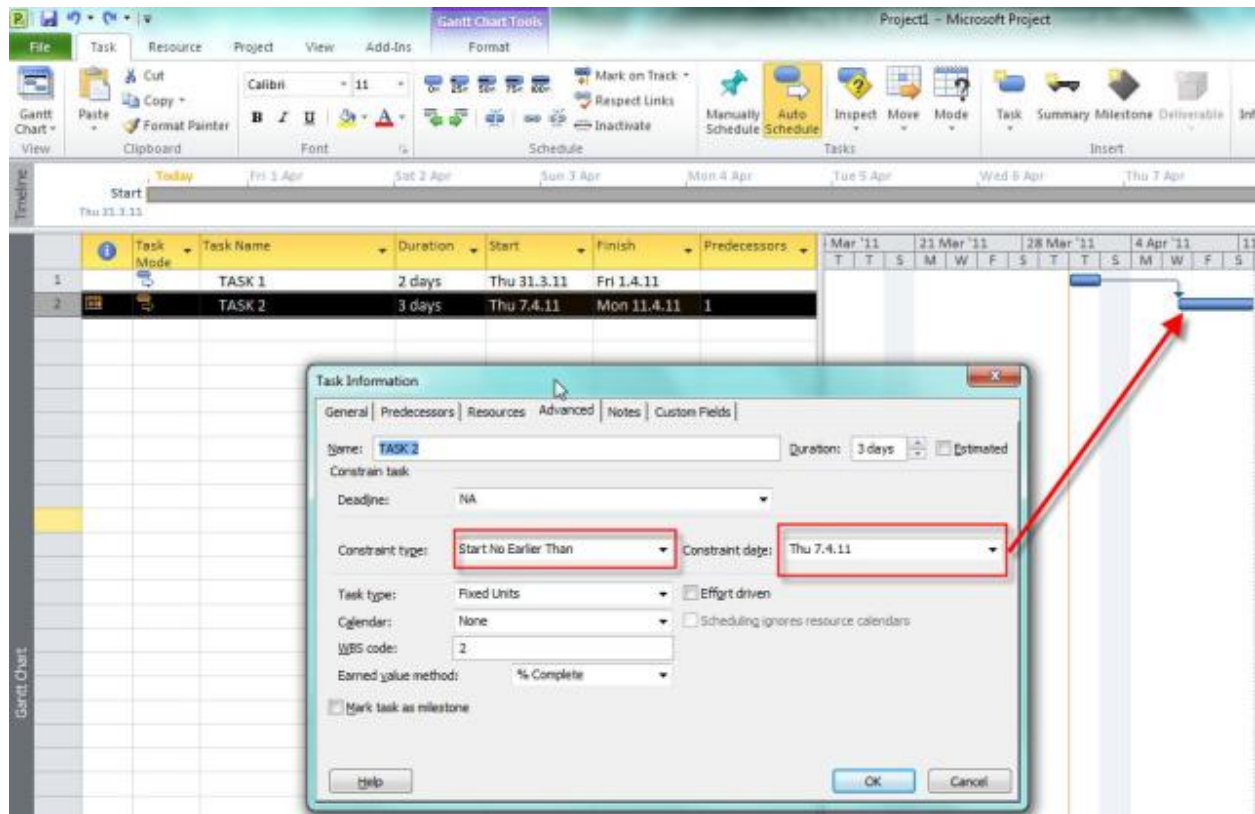 Gantt Chart Tools
Project1 - Microsoft Project
File Task Resource Project View Add-Ins Format
Cut
Copy
Format Painter
Paste
Gantt Chart
View
Clipboard
Calibri 11
B I U A
Font
Mark on Track
Respect Links
Inactivate
Schedule
Manually Schedule
Auto Schedule
Inspect Move Mode
Tasks
Task Summary Milestone Deliverable
Insert
Timeline
Today Fri 1 Apr Sat 2 Apr Sun 3 Apr Mon 4 Apr Tue 5 Apr Wed 6 Apr Thu 7 Apr
Start
Thu 31.3.11
Task Mode Task Name Duration Start Finish Predecessors
Mar '11 21 Mar '11 28 Mar '11 4 Apr '11 11
T T S M W F S T T S M W F S
1 TASK 1 2 days Thu 31.3.11 Fri 1.4.11
2 TASK 2 3 days Thu 7.4.11 Mon 11.4.11 1
Gantt Chart
Task Information
General Predecessors Resources Advanced Notes Custom Fields
Name: TASK 2 Duration: 3 days Estimated
Constrain task
Deadline: NA
Constraint type: Start No Earlier Than Constraint date: Thu 7.4.11
Task type: Fixed Units Effort driven
Calendar: None Scheduling ignores resource calendars
WBS code: 2
Earned value method: % Complete
Mark task as milestone
Help OK Cancel